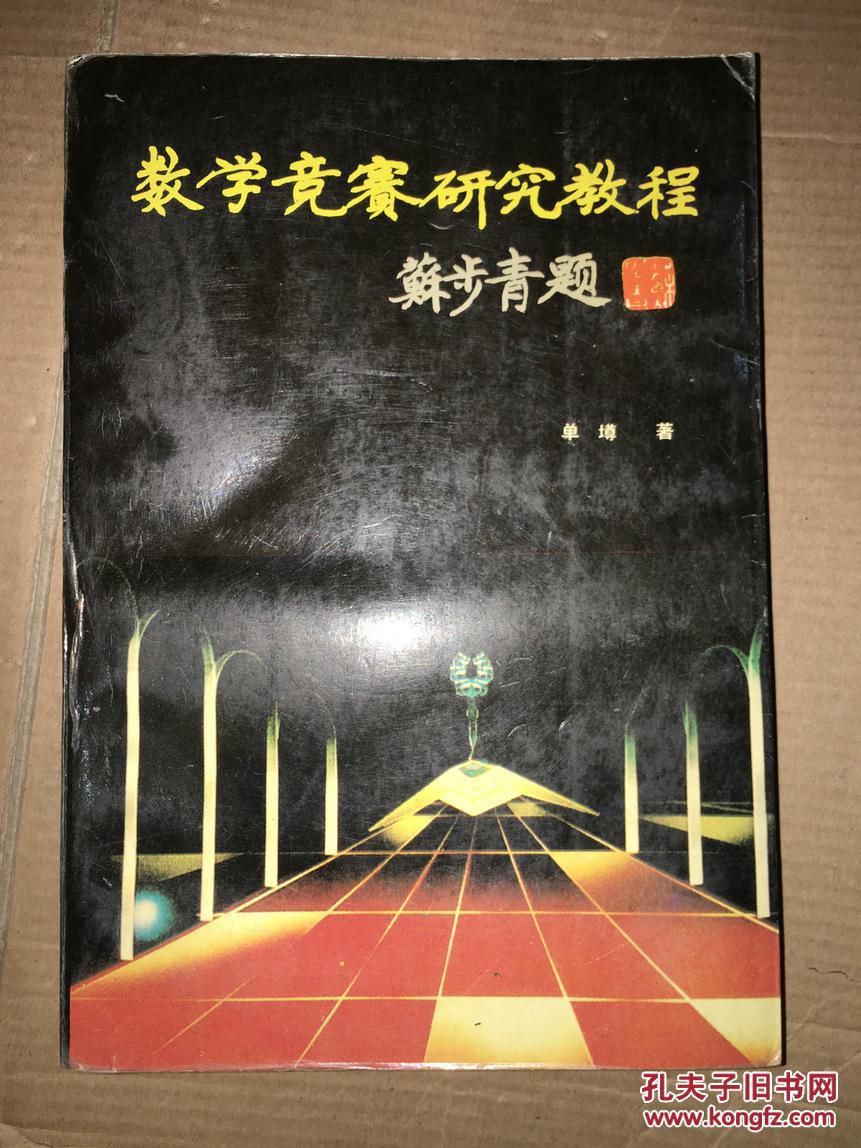 数学竞赛研究教程
蘇步青题
单墫 著
孔夫子旧书网
www.kongfz.com